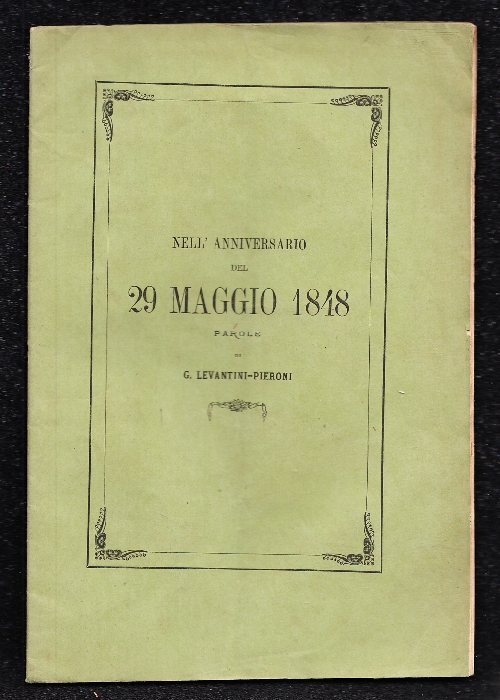 NELL' ANNIVERSARIO
DEL
29 MAGGIO 1848
PAROLE
DI
G. LEVANTINI-PIERONI